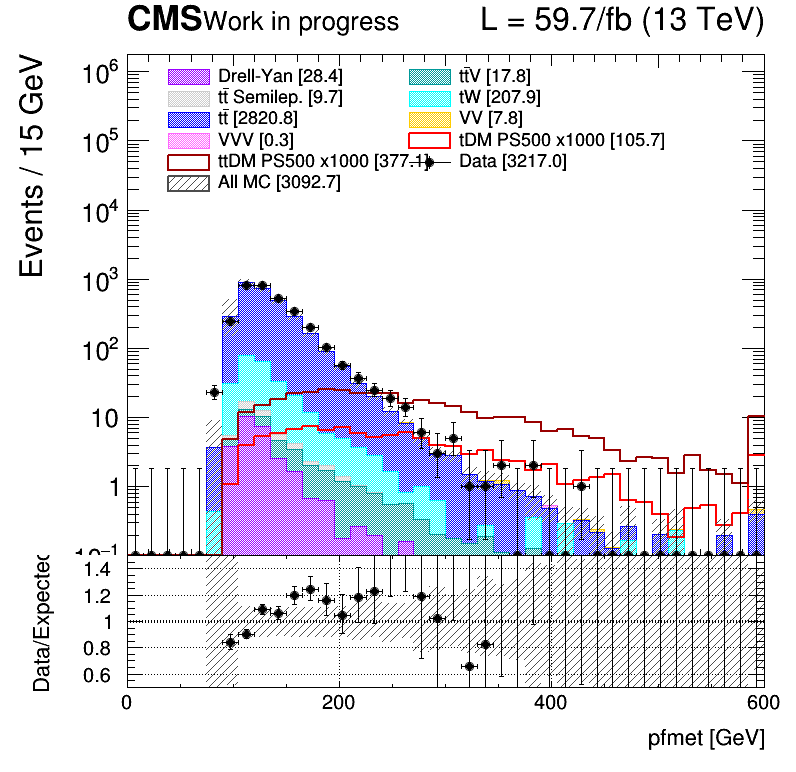 CMS Work in progress L = 59.7/fb (13 TeV)
Events / 15 GeV
10⁶
10⁵
10⁴
10³
10²
10
1
10⁻¹
Drell-Yan [28.4] tt̄V [17.8]
tt̄ Semilep. [9.7] tW [207.9]
tt̄ [2820.8] VV [7.8]
VVV [0.3] tDM PS500 x1000 [105.7]
ttDM PS500 x1000 [377.1] Data [3217.0]
All MC [3092.7]
Data/Expected
1.4
1.2
1
0.8
0.6
0 200 400 600
pfmet [GeV]